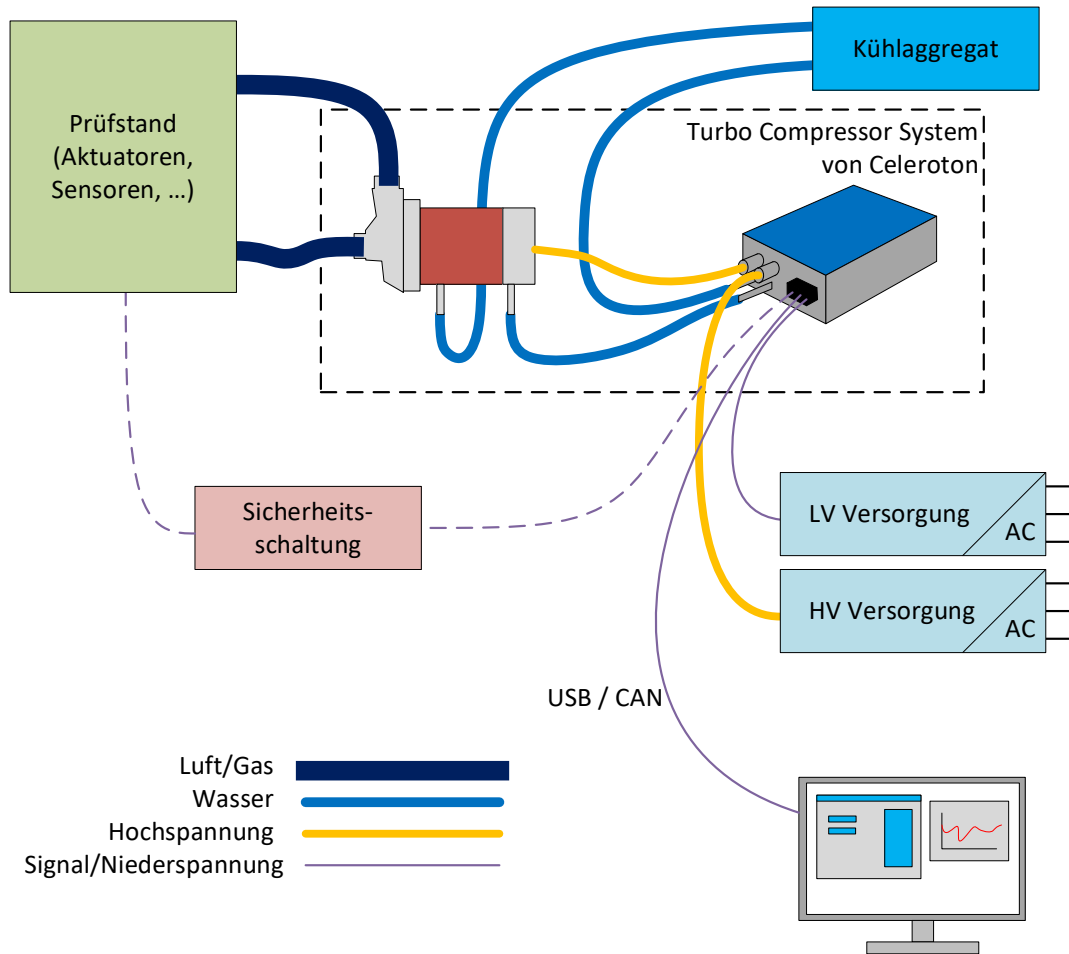 Prüfstand
(Aktuatoren,
Sensoren, …)
Kühlaggregat
Turbo Compressor System
von Celeroton
Sicherheits-
schaltung
LV Versorgung
AC
HV Versorgung
AC
USB / CAN
Luft/Gas
Wasser
Hochspannung
Signal/Niederspannung